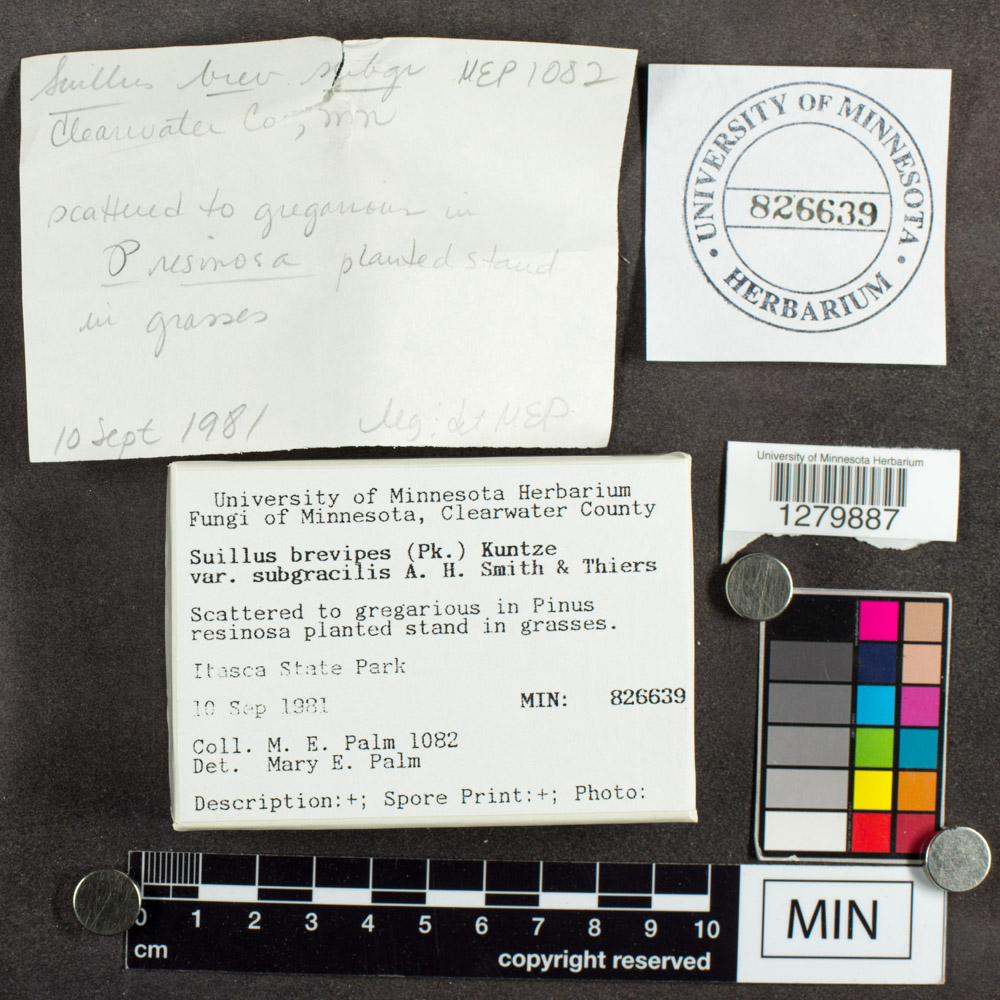 Suillus brev subgr MEP 1082
Clearwater Co, mn
scattered to gregarious in
P resinosa planted stand
in grasses
10 Sept 1981 Leg; det MEP
UNIVERSITY OF MINNESOTA
826639
HERBARIUM
University of Minnesota Herbarium
1279887
University of Minnesota Herbarium
Fungi of Minnesota, Clearwater County
Suillus brevipes (Pk.) Kuntze
var. subgracilis A. H. Smith & Thiers
Scattered to gregarious in Pinus
resinosa planted stand in grasses.
Itasca State Park
10 Sep 1981 MIN: 826639
Coll. M. E. Palm 1082
Det. Mary E. Palm
Description:+; Spore Print:+; Photo:
0 1 2 3 4 5 6 7 8 9 10
cm copyright reserved
MIN